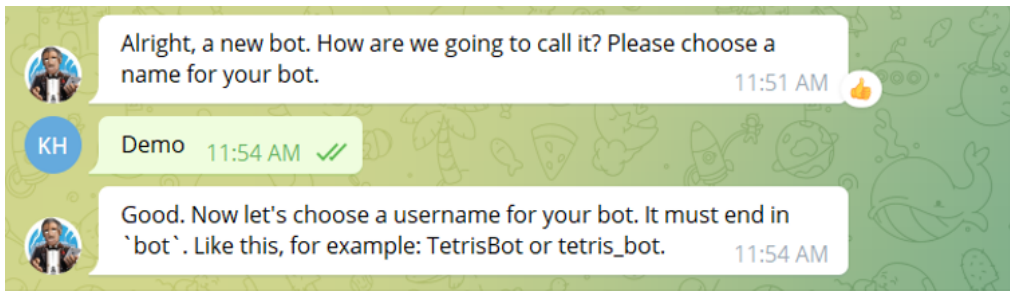 Alright, a new bot. How are we going to call it? Please choose a
name for your bot.
11:51 AM
KH
Demo 11:54 AM
Good. Now let's choose a username for your bot. It must end in
`bot`. Like this, for example: TetrisBot or tetris_bot.
11:54 AM